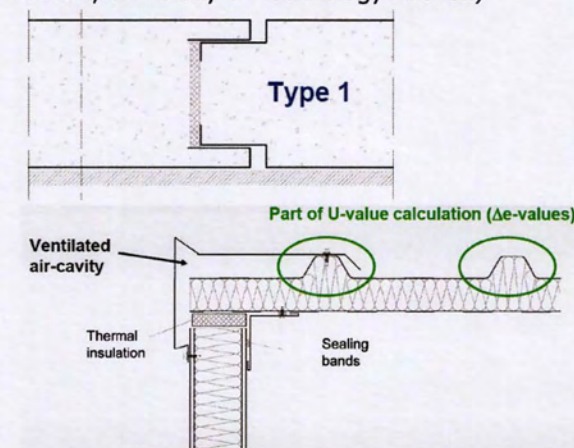 Type 1
Part of U-value calculation (Δe-values)
Ventilated
air-cavity
Thermal
insulation
Sealing
bands